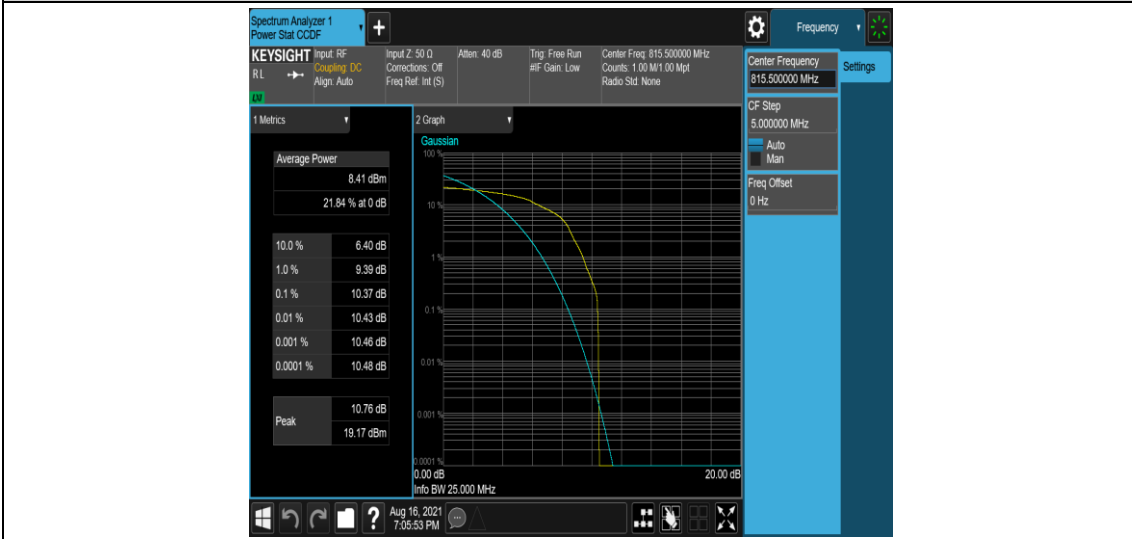 Spectrum Analyzer 1
Power Stat CCDF
+
Frequency
KEYSIGHT
R L
LXI
Input: RF
Coupling: DC
Align: Auto
Input Z: 50 Ω
Corrections: Off
Freq Ref: Int (S)
Atten: 40 dB
Trig: Free Run
#IF Gain: Low
Center Freq: 815.500000 MHz
Counts: 1.00 M/1.00 Mpt
Radio Std: None
Center Frequency
815.500000 MHz
Settings
CF Step
5.000000 MHz
Auto
Man
Freq Offset
0 Hz
1 Metrics
Average Power
8.41 dBm
21.84 % at 0 dB
10.0 % 6.40 dB
1.0 % 9.39 dB
0.1 % 10.37 dB
0.01 % 10.43 dB
0.001 % 10.46 dB
0.0001 % 10.48 dB
Peak
10.76 dB
19.17 dBm
2 Graph
Gaussian
100 %
10 %
1 %
0.1 %
0.01 %
0.001 %
0.0001 %
0.00 dB 20.00 dB
Info BW 25.000 MHz
?
Aug 16, 2021
7:05:53 PM